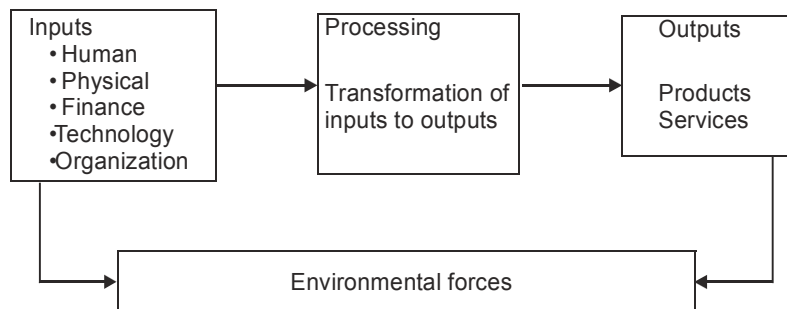 Inputs
• Human
• Physical
• Finance
•Technology
•Organization
Processing
Transformation of
inputs to outputs
Outputs
Products
Services
Environmental forces